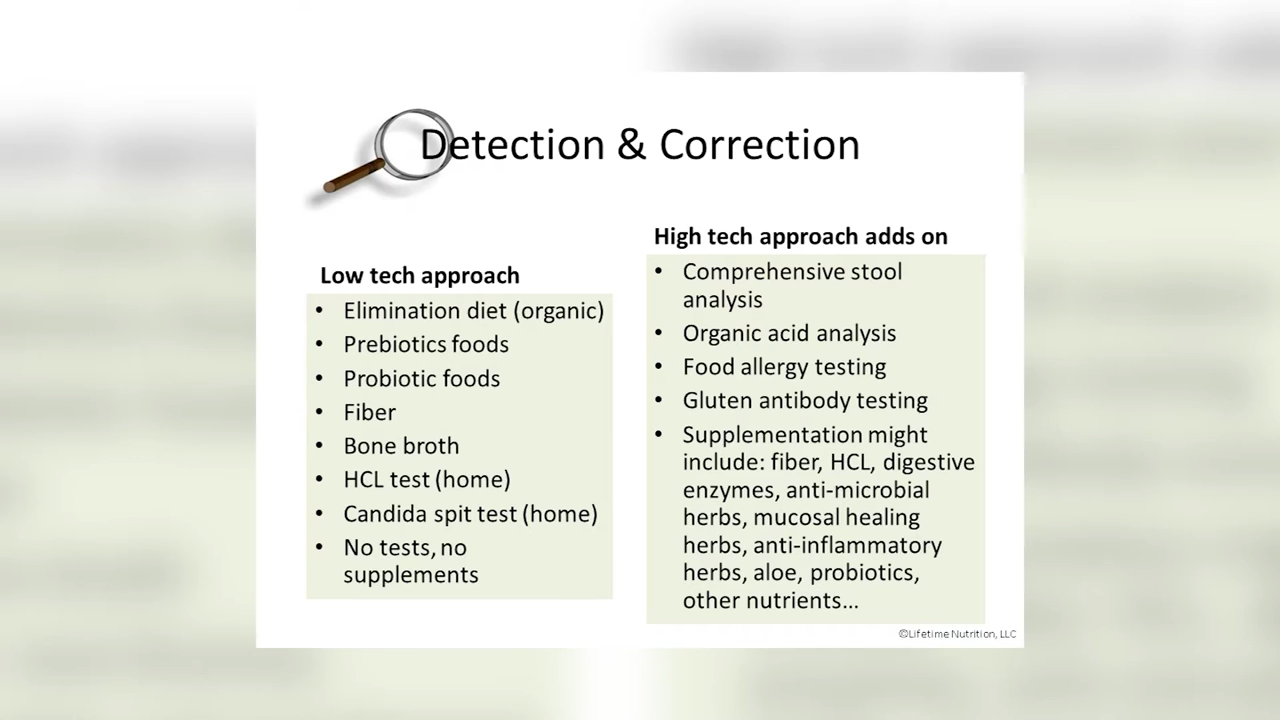 Detection & Correction
Low tech approach
• Elimination diet (organic)
• Prebiotics foods
• Probiotic foods
• Fiber
• Bone broth
• HCL test (home)
• Candida spit test (home)
• No tests, no
supplements
High tech approach adds on
• Comprehensive stool
analysis
• Organic acid analysis
• Food allergy testing
• Gluten antibody testing
• Supplementation might
include: fiber, HCL, digestive
enzymes, anti-microbial
herbs, mucosal healing
herbs, anti-inflammatory
herbs, aloe, probiotics,
other nutrients…
©Lifetime Nutrition, LLC